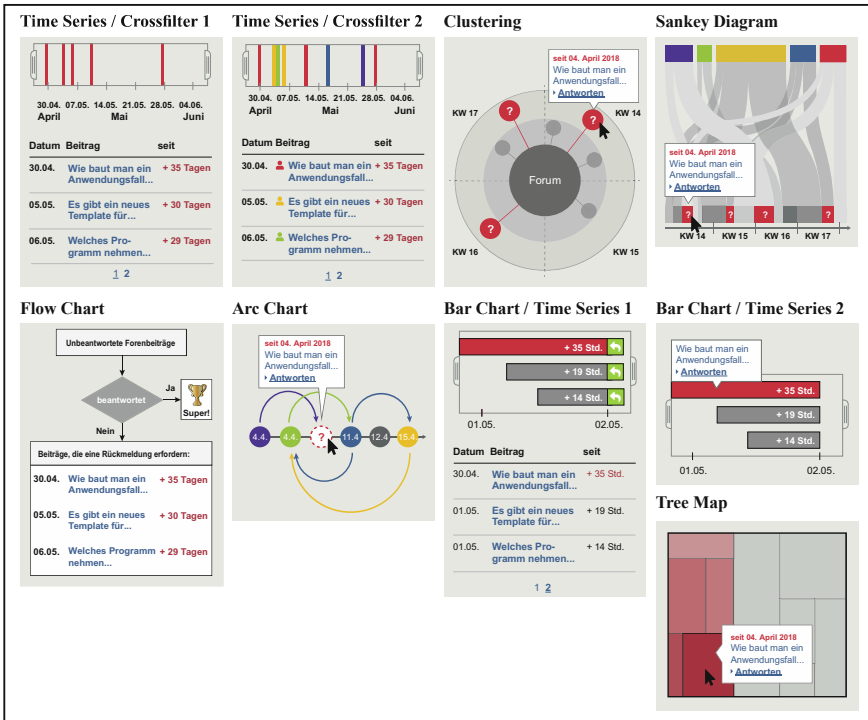 Time Series / Crossfilter 1
30.04. 07.05. 14.05. 21.05. 28.05. 04.06.
April Mai Juni
Datum Beitrag seit
30.04. Wie baut man ein + 35 Tagen
Anwendungsfall...
05.05. Es gibt ein neues + 30 Tagen
Template für...
06.05. Welches Pro- + 29 Tagen
gramm nehmen...
1 2
Time Series / Crossfilter 2
30.04. 07.05. 14.05. 21.05. 28.05. 04.06.
April Mai Juni
Datum Beitrag seit
30.04. Wie baut man ein + 35 Tagen
Anwendungsfall...
05.05. Es gibt ein neues + 30 Tagen
Template für...
06.05. Welches Pro- + 29 Tagen
gramm nehmen...
1 2
Clustering
seit 04. April 2018
Wie baut man ein
Anwendungsfall...
Antworten
KW 17 KW 14
? ?
Forum
?
KW 16 KW 15
Sankey Diagram
seit 04. April 2018
Wie baut man ein
Anwendungsfall...
Antworten
? ? ? ?
KW 14 KW 15 KW 16 KW 17
Flow Chart
Unbeantwortete Forenbeiträge
beantwortet
Ja
Super!
Nein
Beiträge, die eine Rückmeldung erfordern:
30.04. Wie baut man ein + 35 Tagen
Anwendungsfall...
05.05. Es gibt ein neues + 30 Tagen
Template für...
06.05. Welches Programm + 29 Tagen
nehmen...
Arc Chart
seit 04. April 2018
Wie baut man ein
Anwendungsfall...
Antworten
4.4. 4.4. ? 11.4 12.4 15.4
Bar Chart / Time Series 1
+ 35 Std.
+ 19 Std.
+ 14 Std.
01.05. 02.05.
Datum Beitrag seit
30.04. Wie baut man ein + 35 Std.
Anwendungsfall...
01.05. Es gibt ein neues + 19 Std.
Template für...
01.05. Welches Pro- + 14 Std.
gramm nehmen...
1 2
Bar Chart / Time Series 2
Wie baut man ein
Anwendungsfall...
+ 35 Std.
+ 19 Std.
+ 14 Std.
01.05. 02.05.
Tree Map
seit 04. April 2018
Wie baut man ein
Anwendungsfall...
Antworten